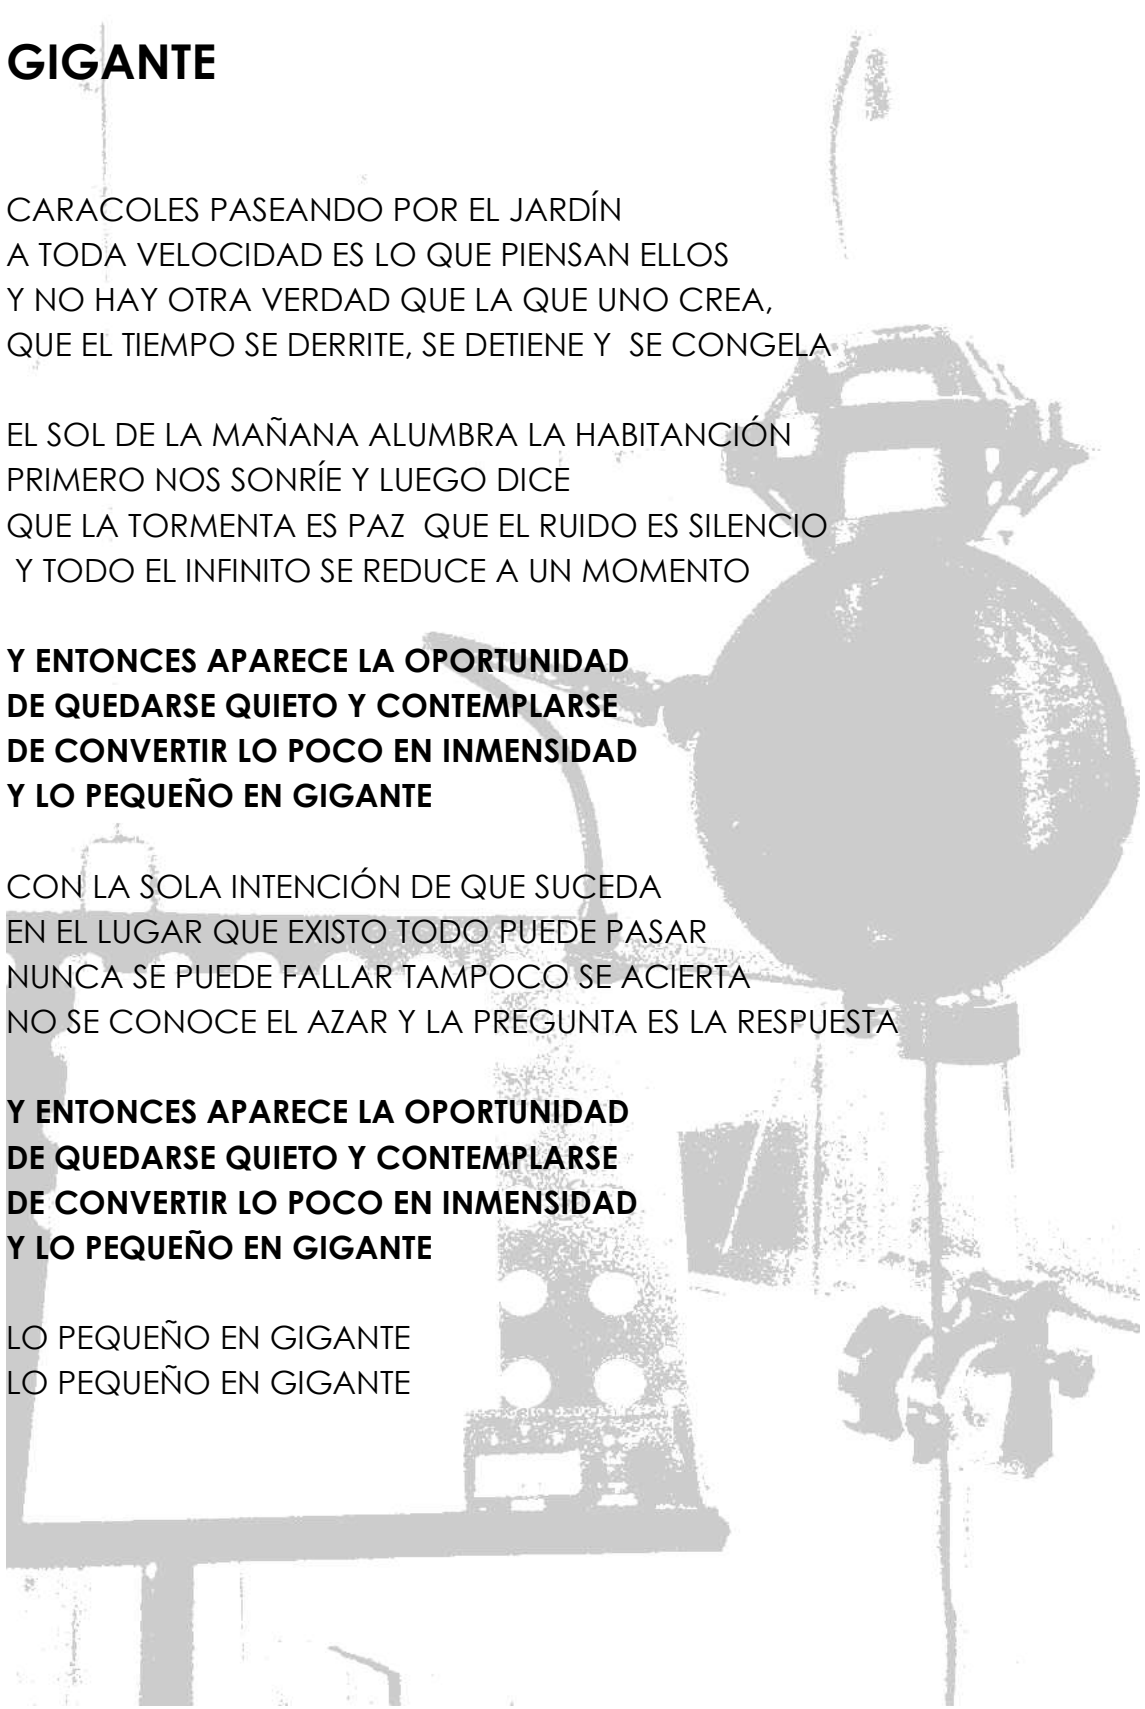 GIGANTE
CARACOLES PASEANDO POR EL JARDÍN
A TODA VELOCIDAD ES LO QUE PIENSAN ELLOS
Y NO HAY OTRA VERDAD QUE LA QUE UNO CREA,
QUE EL TIEMPO SE DERRITE, SE DETIENE Y  SE CONGELA
EL SOL DE LA MAÑANA ALUMBRA LA HABITANCIÓN
PRIMERO NOS SONRÍE Y LUEGO DICE
QUE LA TORMENTA ES PAZ  QUE EL RUIDO ES SILENCIO
Y TODO EL INFINITO SE REDUCE A UN MOMENTO
Y ENTONCES APARECE LA OPORTUNIDAD
DE QUEDARSE QUIETO Y CONTEMPLARSE
DE CONVERTIR LO POCO EN INMENSIDAD
Y LO PEQUEÑO EN GIGANTE
CON LA SOLA INTENCIÓN DE QUE SUCEDA
EN EL LUGAR QUE EXISTO TODO PUEDE PASAR
NUNCA SE PUEDE FALLAR TAMPOCO SE ACIERTA
NO SE CONOCE EL AZAR Y LA PREGUNTA ES LA RESPUESTA
Y ENTONCES APARECE LA OPORTUNIDAD
DE QUEDARSE QUIETO Y CONTEMPLARSE
DE CONVERTIR LO POCO EN INMENSIDAD
Y LO PEQUEÑO EN GIGANTE
LO PEQUEÑO EN GIGANTE
LO PEQUEÑO EN GIGANTE